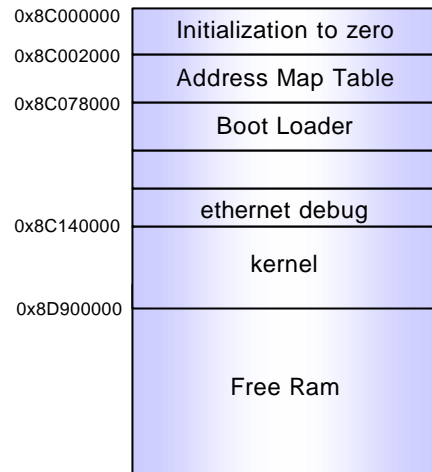 0x8C000000
Initialization to zero
0x8C002000
Address Map Table
0x8C078000
Boot Loader
ethernet debug
0x8C140000
kernel
0x8D900000
Free Ram